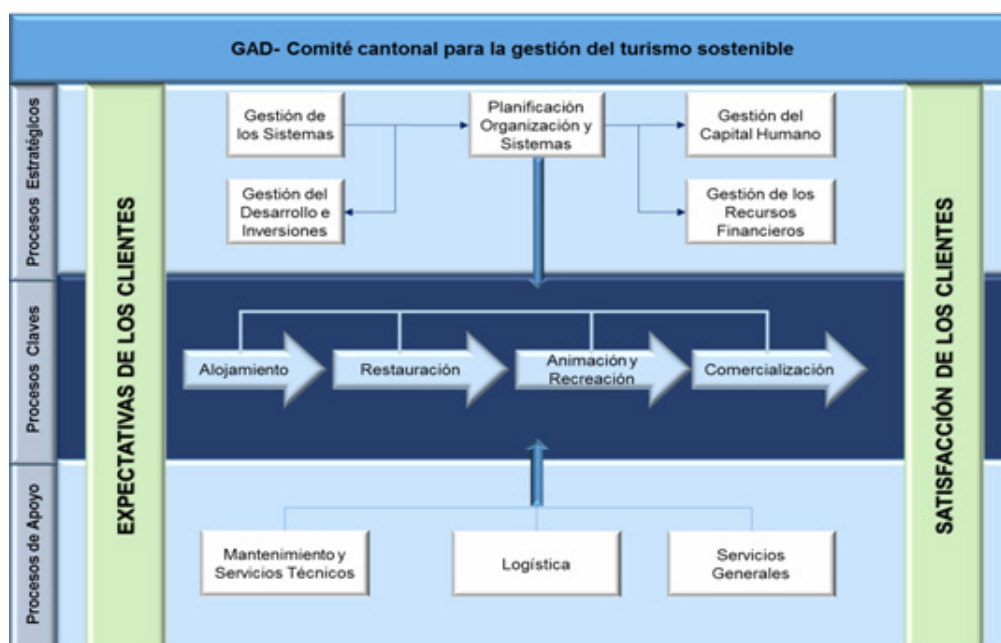 GAD- Comité cantonal para la gestión del turismo sostenible
Procesos Estratégicos
EXPECTATIVAS DE LOS CLIENTES
Gestión de
los Sistemas
Planificación
Organización y
Sistemas
Gestión del
Capital Humano
Gestión del
Desarrollo e
Inversiones
Gestión de los
Recursos
Financieros
SATISFACCIÓN DE LOS CLIENTES
Procesos Claves
Alojamiento
Restauración
Animación y
Recreación
Comercialización
Procesos de Apoyo
Mantenimiento y
Servicios Técnicos
Logística
Servicios
Generales